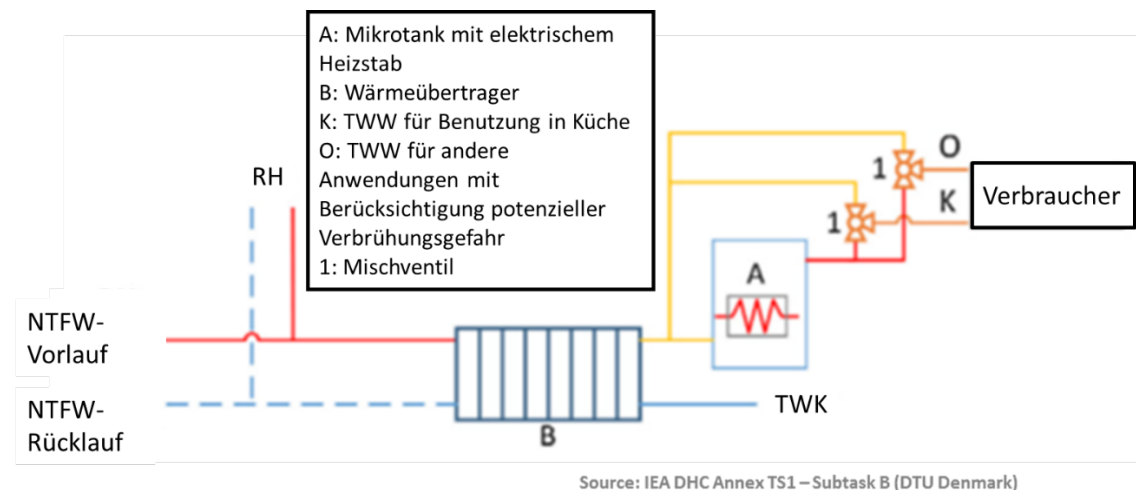 A: Mikrotank mit elektrischem
Heizstab
B: Wärmeübertrager
K: TWW für Benutzung in Küche
O: TWW für andere
Anwendungen mit
Berücksichtigung potenzieller
Verbrühungsgefahr
1: Mischventil
RH
1
O
1
K
Verbraucher
A
NTFW-
Vorlauf
NTFW-
Rücklauf
TWK
B
Source: IEA DHC Annex TS1 – Subtask B (DTU Denmark)